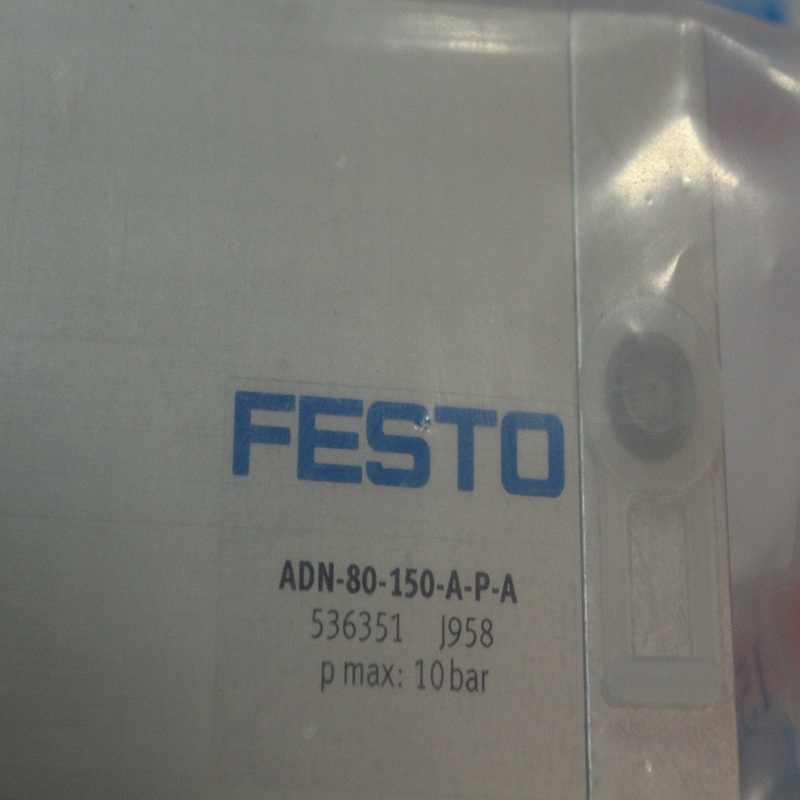 FESTO
ADN-80-150-A-P-A
536351 J958
p max: 10 bar